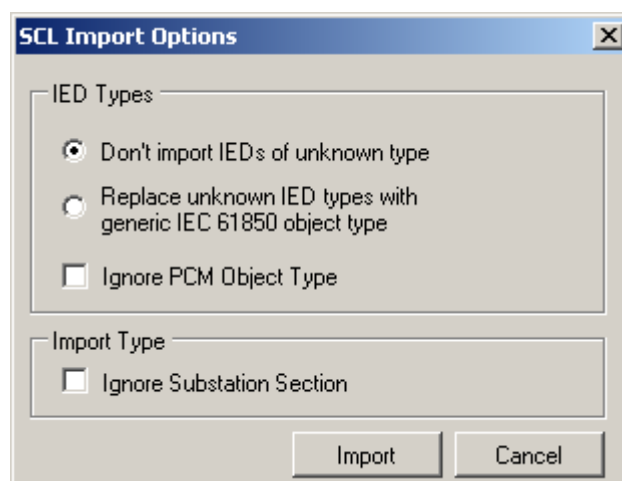 SCL Import Options
IED Types
Don't import IEDs of unknown type
Replace unknown IED types with
generic IEC 61850 object type
Ignore PCM Object Type
Import Type
Ignore Substation Section
Import
Cancel